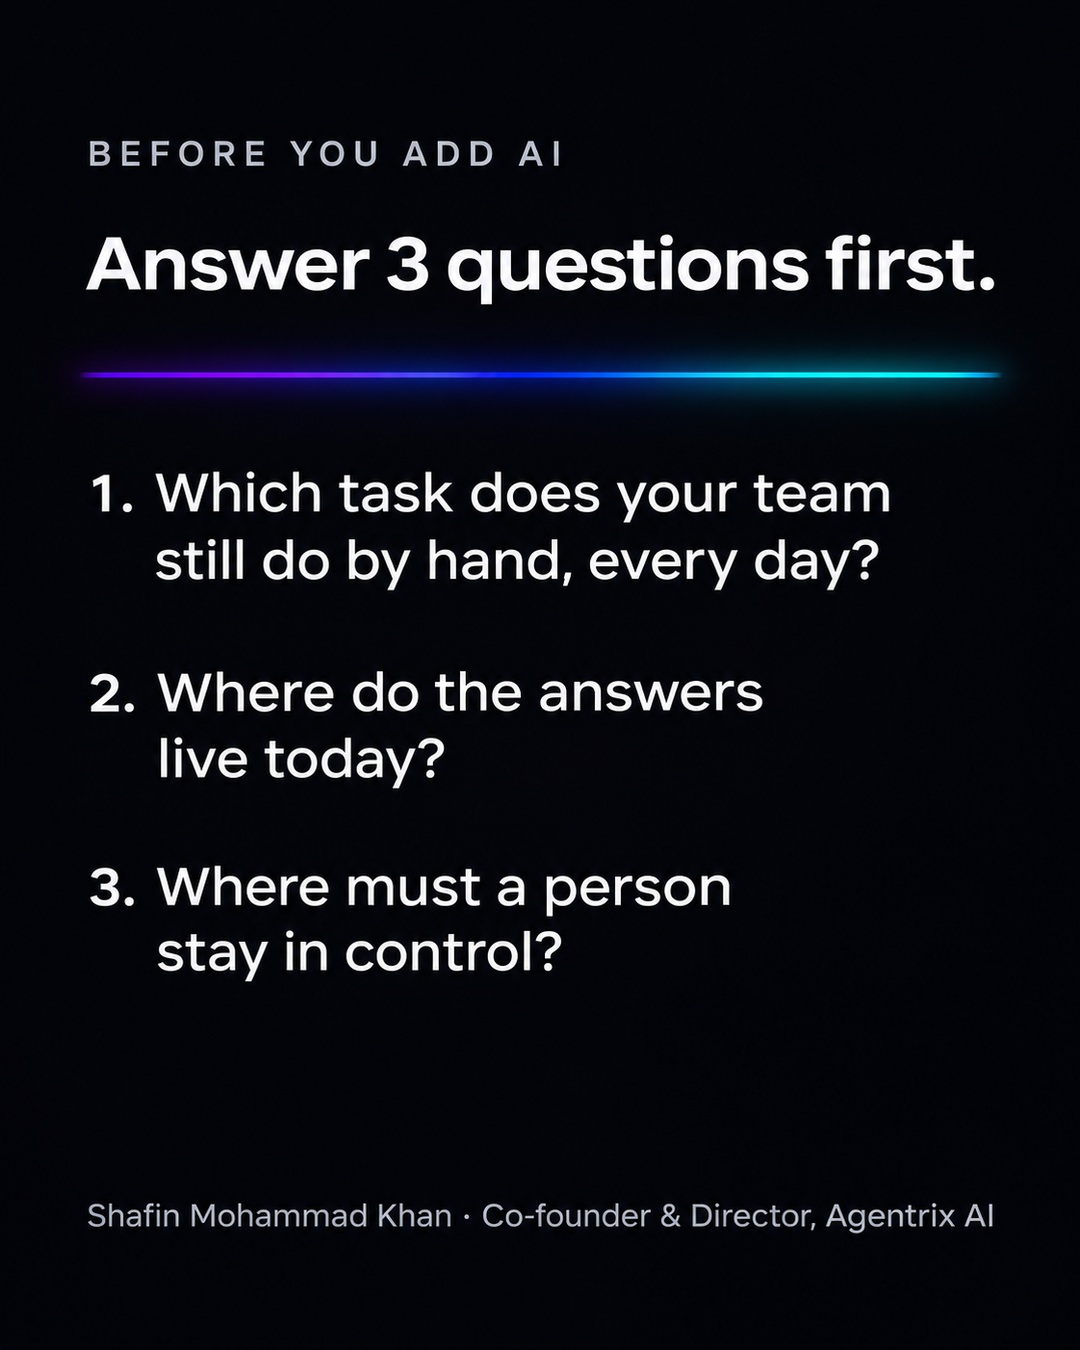 BEFORE YOU ADD AI
Answer 3 questions first.
1. Which task does your team
still do by hand, every day?
2. Where do the answers
live today?
3. Where must a person
stay in control?
Shafin Mohammad Khan · Co-founder & Director, Agentrix AI